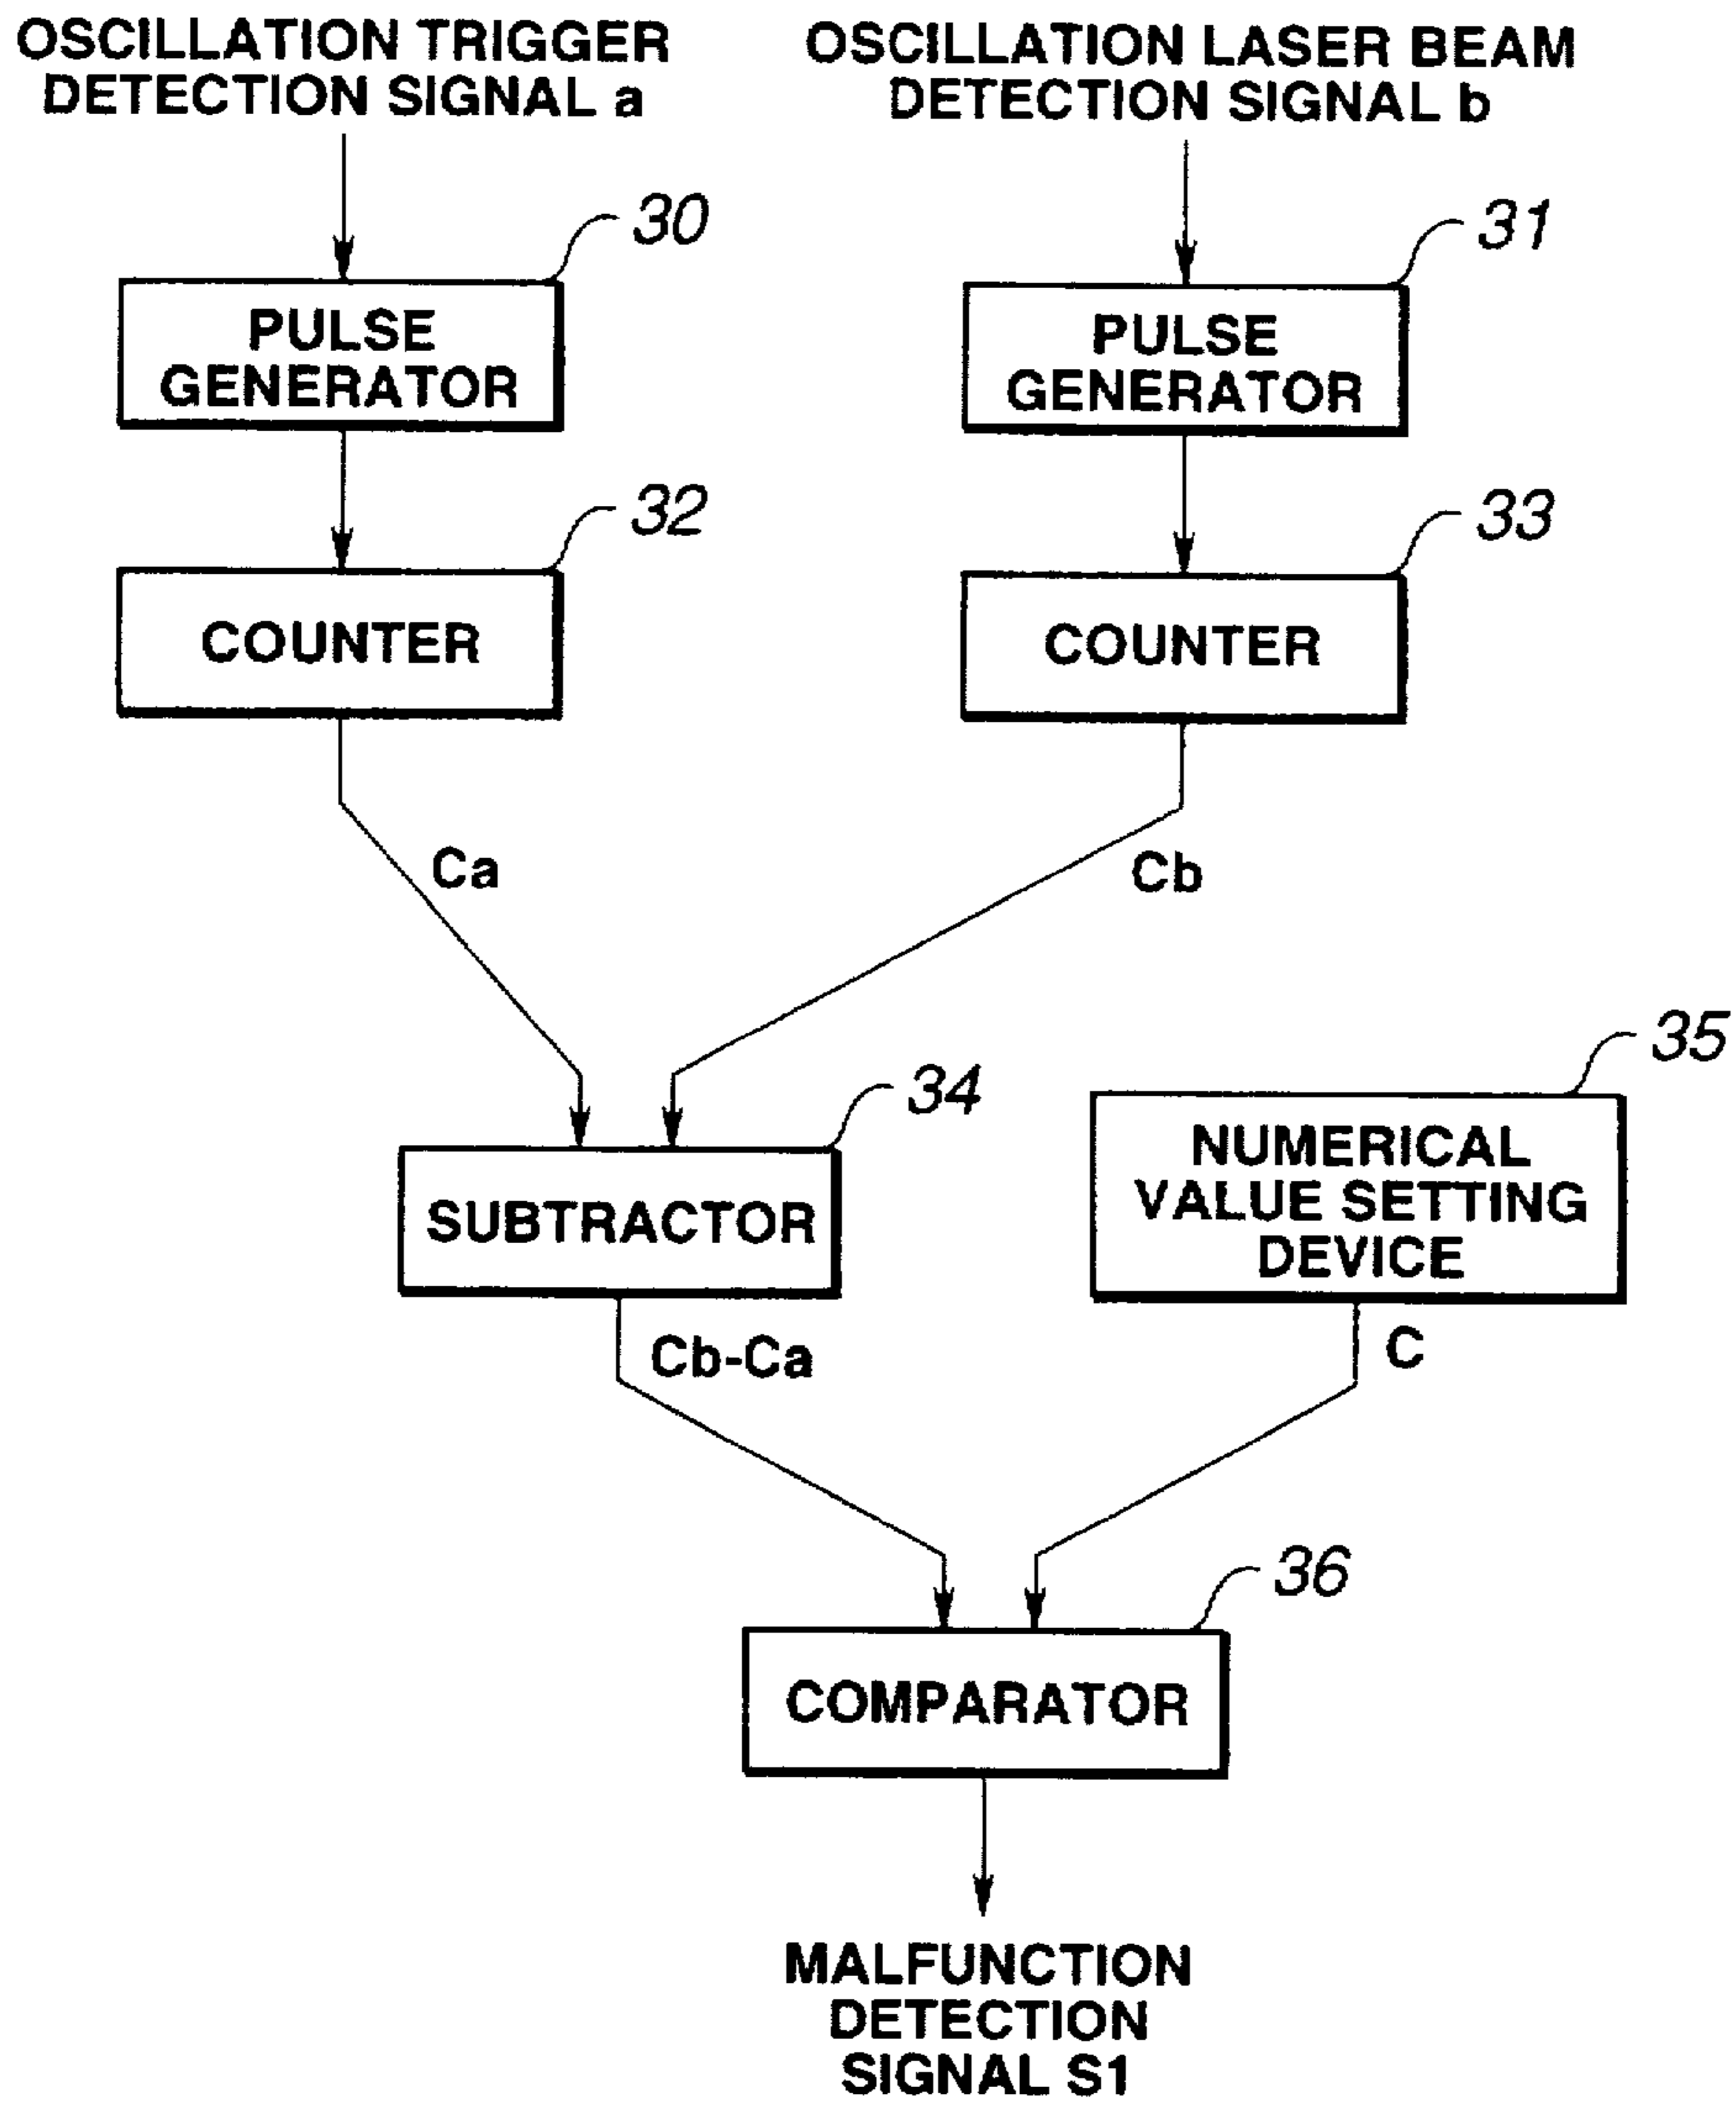 OSCILLATION TRIGGER
DETECTION SIGNAL a
OSCILLATION LASER BEAM
DETECTION SIGNAL b
30
31
PULSE
GENERATOR
PULSE
GENERATOR
32
33
COUNTER
COUNTER
Ca
Cb
34
35
SUBTRACTOR
NUMERICAL
VALUE SETTING
DEVICE
Cb-Ca
C
36
COMPARATOR
MALFUNCTION
DETECTION
SIGNAL S1